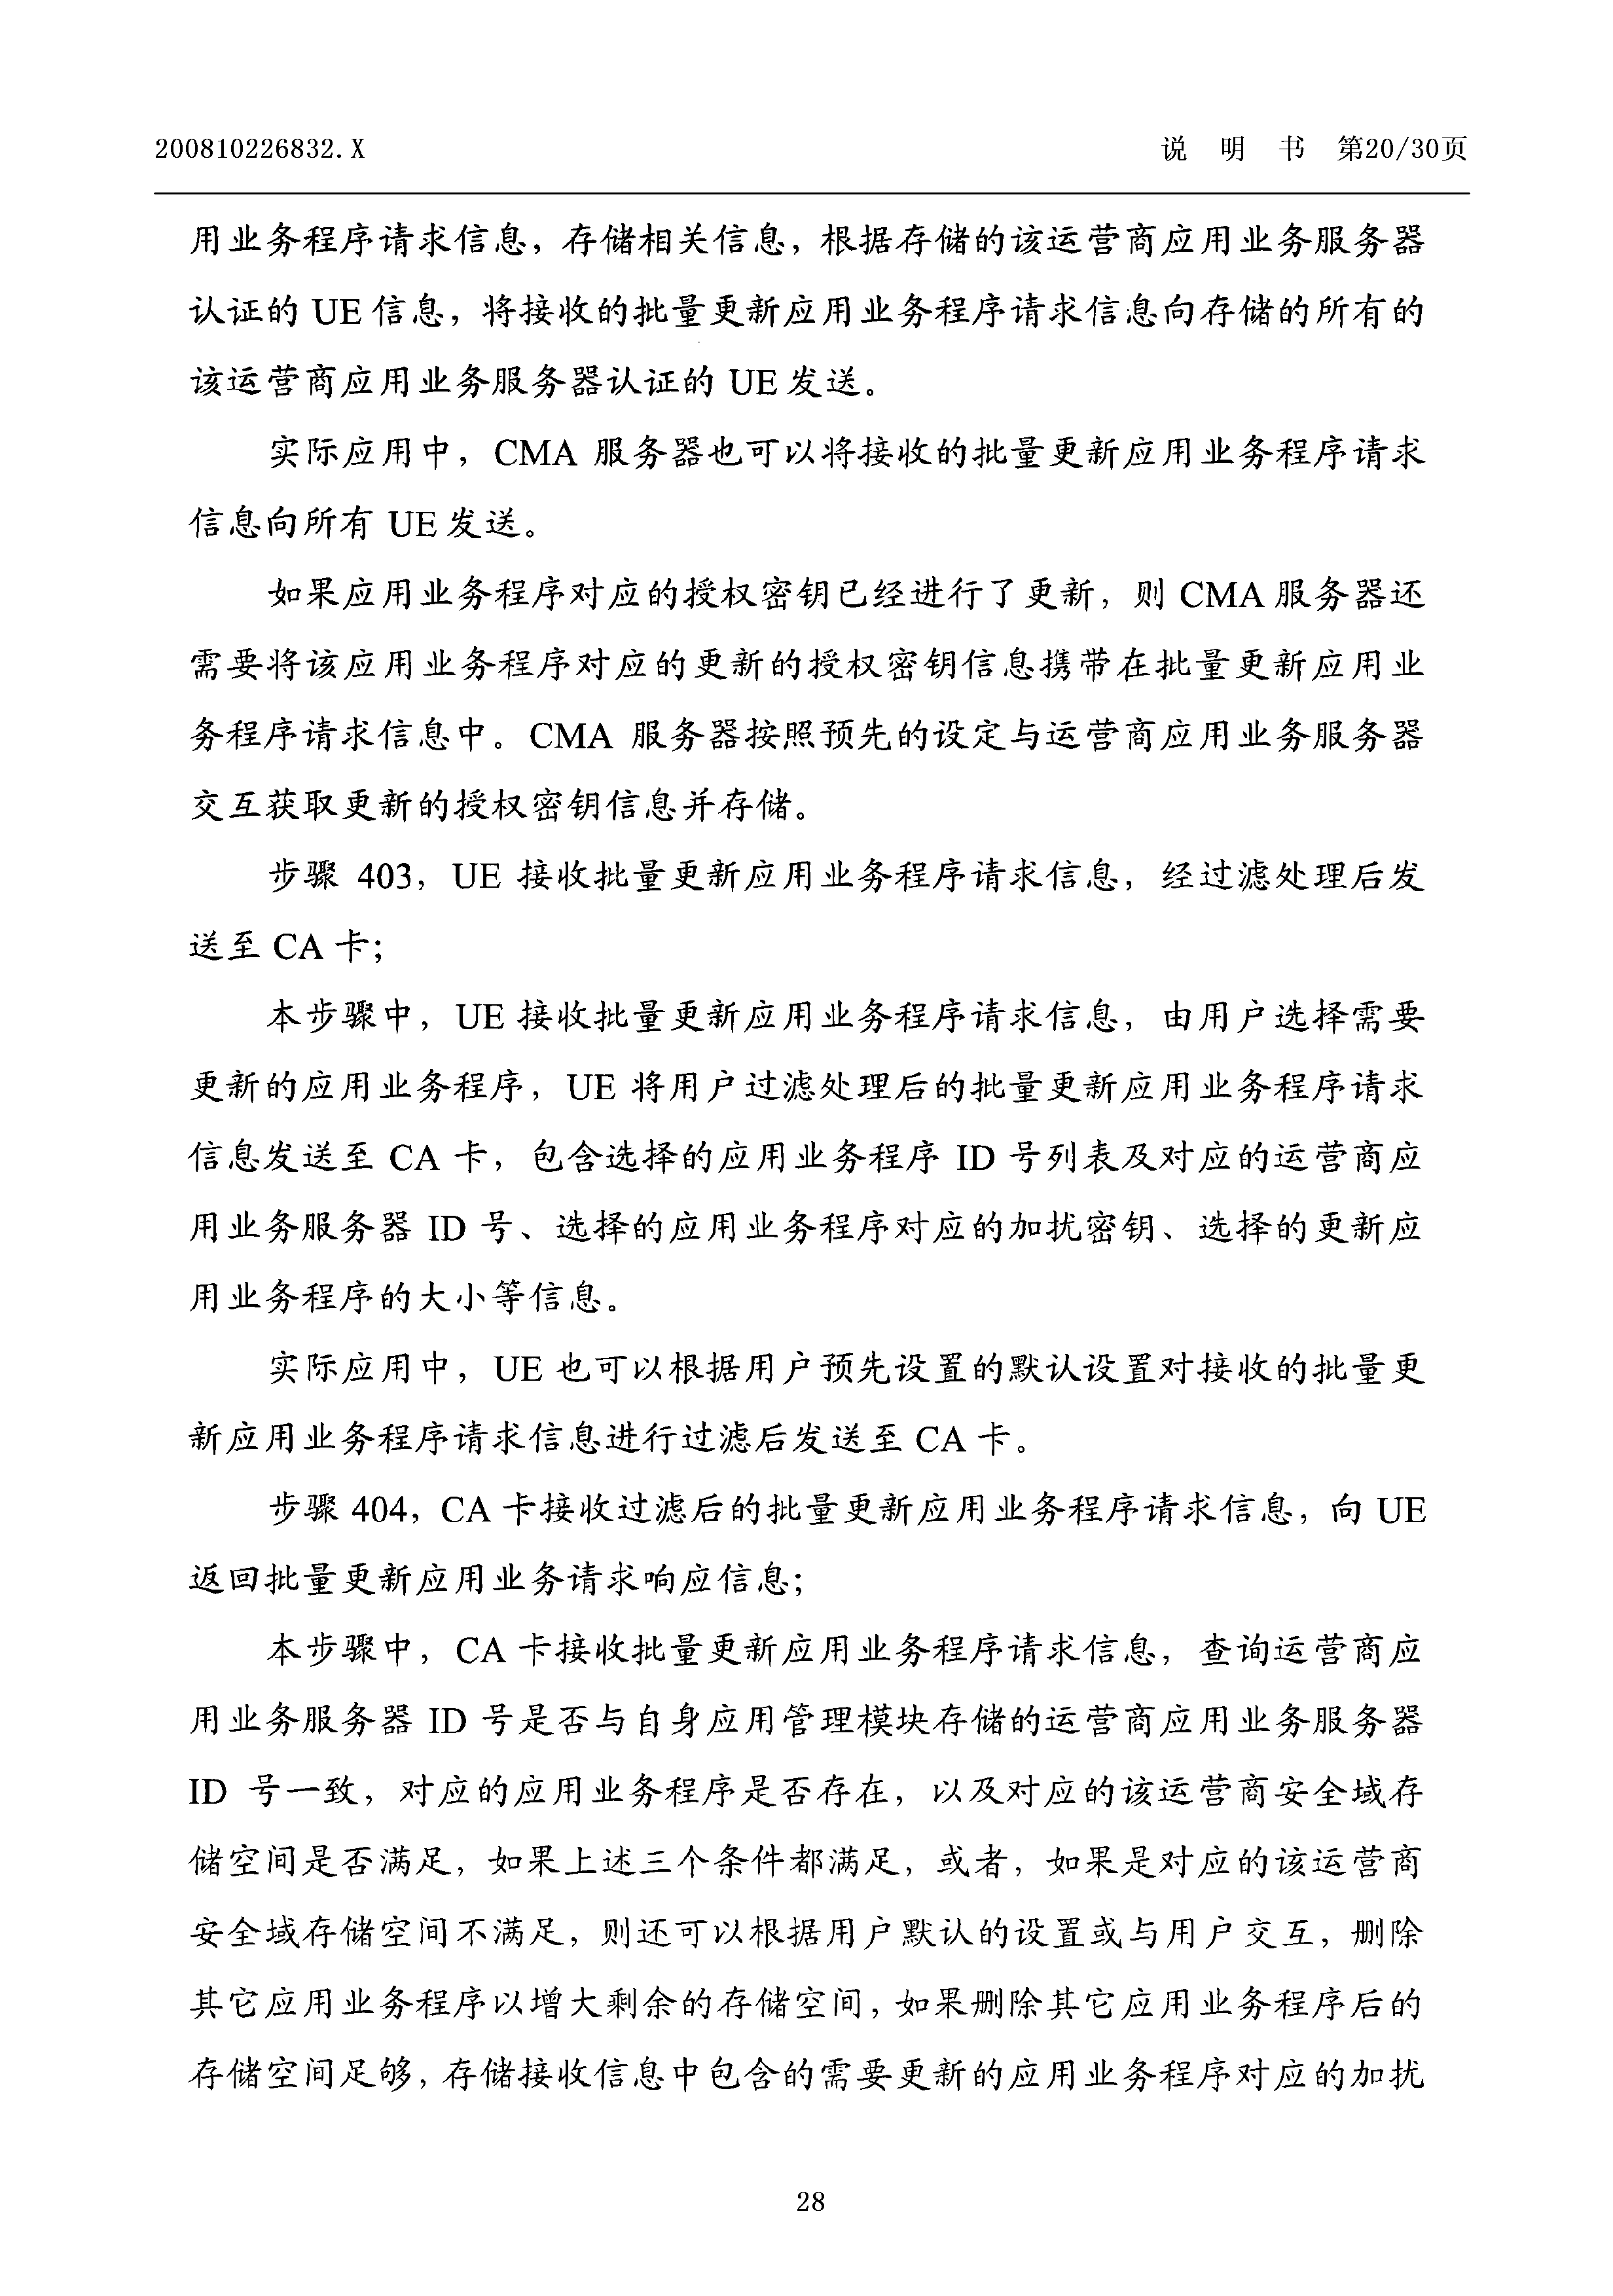 200810226832.X
说 明 书 第20/30页
用业务程序请求信息，存储相关信息，根据存储的该运营商应用业务服务器
认证的 UE 信息，将接收的批量更新应用业务程序请求信息向存储的所有的
该运营商应用业务服务器认证的 UE 发送。
实际应用中，CMA 服务器也可以将接收的批量更新应用业务程序请求
信息向所有 UE 发送。
如果应用业务程序对应的授权密钥已经进行了更新，则 CMA 服务器还
需要将该应用业务程序对应的更新的授权密钥信息携带在批量更新应用业
务程序请求信息中。CMA 服务器按照预先的设定与运营商应用业务服务器
交互获取更新的授权密钥信息并存储。
步骤 403，UE 接收批量更新应用业务程序请求信息，经过滤处理后发
送至 CA 卡；
本步骤中，UE 接收批量更新应用业务程序请求信息，由用户选择需要
更新的应用业务程序，UE 将用户过滤处理后的批量更新应用业务程序请求
信息发送至 CA 卡，包含选择的应用业务程序 ID 号列表及对应的运营商应
用业务服务器 ID 号、选择的应用业务程序对应的加扰密钥、选择的更新应
用业务程序的大小等信息。
实际应用中，UE 也可以根据用户预先设置的默认设置对接收的批量更
新应用业务程序请求信息进行过滤后发送至 CA 卡。
步骤 404，CA 卡接收过滤后的批量更新应用业务程序请求信息，向 UE
返回批量更新应用业务请求响应信息；
本步骤中，CA 卡接收批量更新应用业务程序请求信息，查询运营商应
用业务服务器 ID 号是否与自身应用管理模块存储的运营商应用业务服务器
ID 号一致，对应的应用业务程序是否存在，以及对应的该运营商安全域存
储空间是否满足，如果上述三个条件都满足，或者，如果是对应的该运营商
安全域存储空间不满足，则还可以根据用户默认的设置或与用户交互，删除
其它应用业务程序以增大剩余的存储空间，如果删除其它应用业务程序后的
存储空间足够，存储接收信息中包含的需要更新的应用业务程序对应的加扰
28